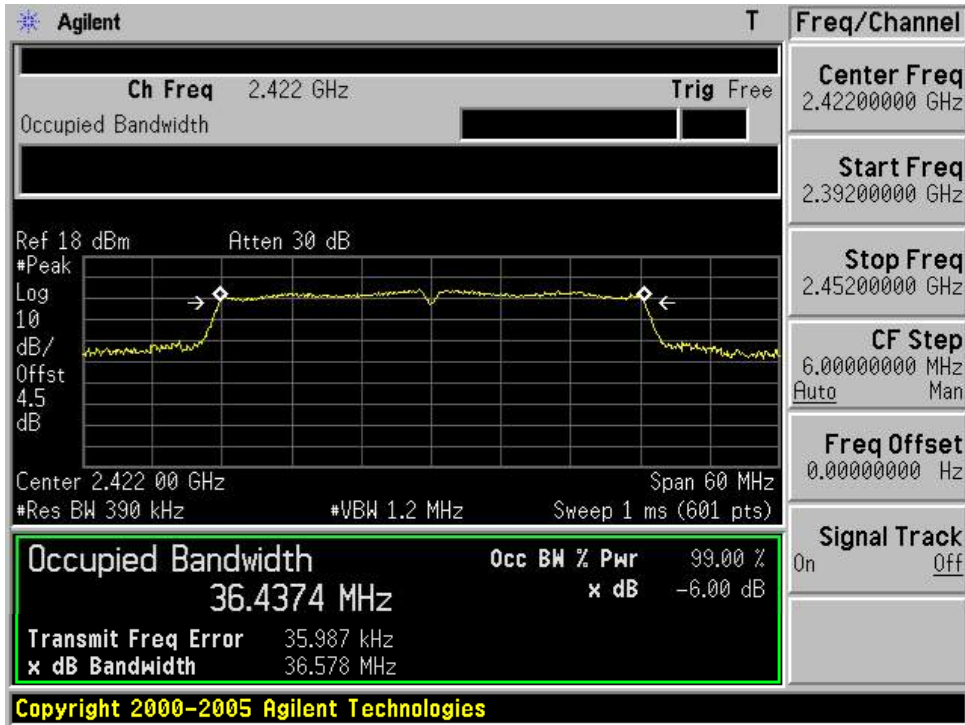 Agilent T
Ch Freq 2.422 GHz Trig Free
Occupied Bandwidth
Ref 18 dBm Atten 30 dB
#Peak
Log
10
dB/
Offst
4.5
dB
Center 2.422 00 GHz Span 60 MHz
#Res BW 390 kHz #VBW 1.2 MHz Sweep 1 ms (601 pts)
Occupied Bandwidth Occ BW % Pwr 99.00 %
36.4374 MHz x dB -6.00 dB
Transmit Freq Error 35.987 kHz
x dB Bandwidth 36.578 MHz
Copyright 2000-2005 Agilent Technologies
Freq/Channel
Center Freq
2.42200000 GHz
Start Freq
2.39200000 GHz
Stop Freq
2.45200000 GHz
CF Step
6.00000000 MHz
Auto Man
Freq Offset
0.00000000 Hz
Signal Track
On Off